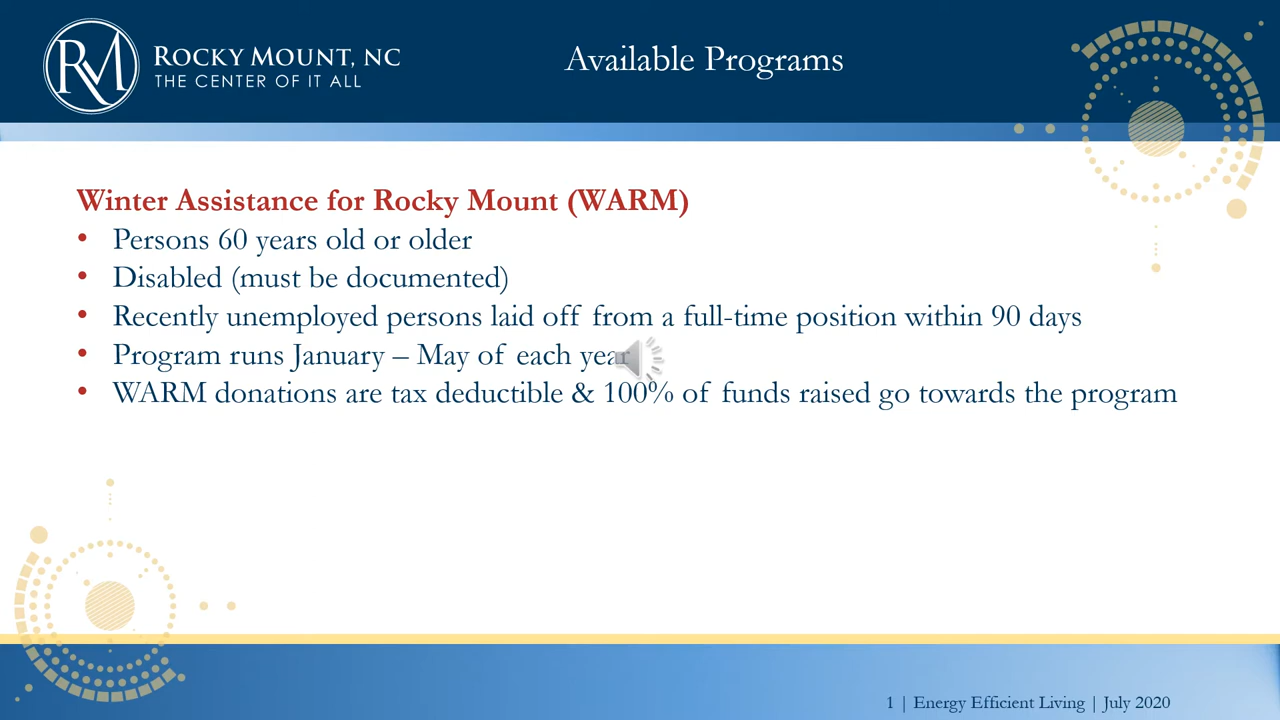 RM
ROCKY MOUNT, NC
THE CENTER OF IT ALL
Available Programs
Winter Assistance for Rocky Mount (WARM)
• Persons 60 years old or older
• Disabled (must be documented)
• Recently unemployed persons laid off from a full-time position within 90 days
• Program runs January – May of each year
• WARM donations are tax deductible & 100% of funds raised go towards the program
1 | Energy Efficient Living | July 2020